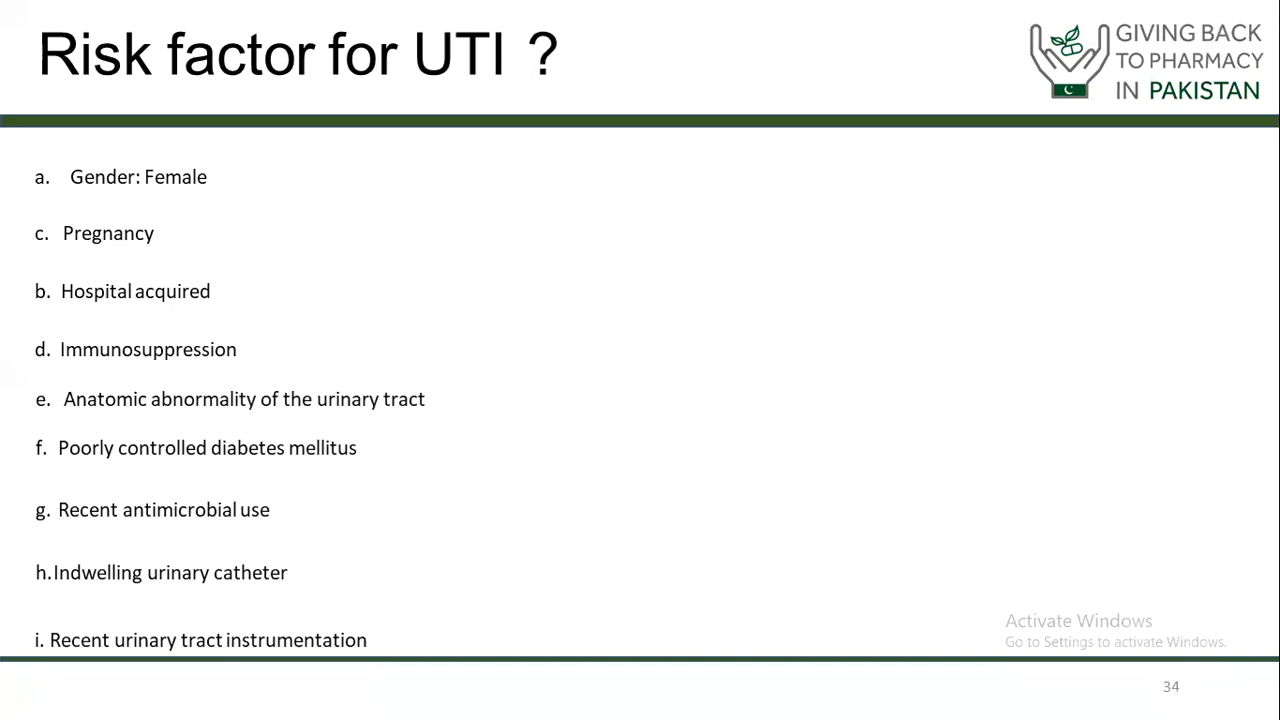 Risk factor for UTI ?
GIVING BACK
TO PHARMACY
IN PAKISTAN
a. Gender: Female
c. Pregnancy
b. Hospital acquired
d. Immunosuppression
e. Anatomic abnormality of the urinary tract
f. Poorly controlled diabetes mellitus
g. Recent antimicrobial use
h.Indwelling urinary catheter
i. Recent urinary tract instrumentation
Activate Windows
Go to Settings to activate Windows.
34